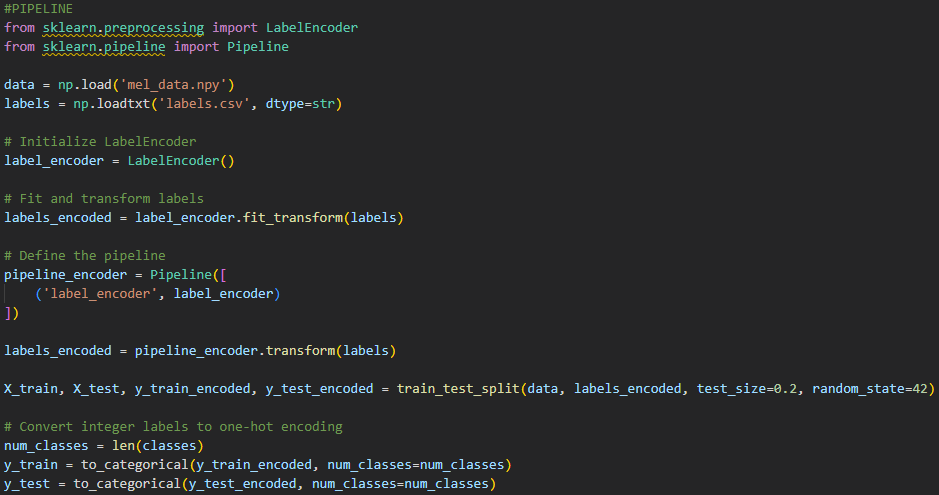 #PIPELINE
from sklearn.preprocessing import LabelEncoder
from sklearn.pipeline import Pipeline
data = np.load('mel_data.npy')
labels = np.loadtxt('labels.csv', dtype=str)
# Initialize LabelEncoder
label_encoder = LabelEncoder()
# Fit and transform labels
labels_encoded = label_encoder.fit_transform(labels)
# Define the pipeline
pipeline_encoder = Pipeline([
    ('label_encoder', label_encoder)
])
labels_encoded = pipeline_encoder.transform(labels)
X_train, X_test, y_train_encoded, y_test_encoded = train_test_split(data, labels_encoded, test_size=0.2, random_state=42)
# Convert integer labels to one-hot encoding
num_classes = len(classes)
y_train = to_categorical(y_train_encoded, num_classes=num_classes)
y_test = to_categorical(y_test_encoded, num_classes=num_classes)